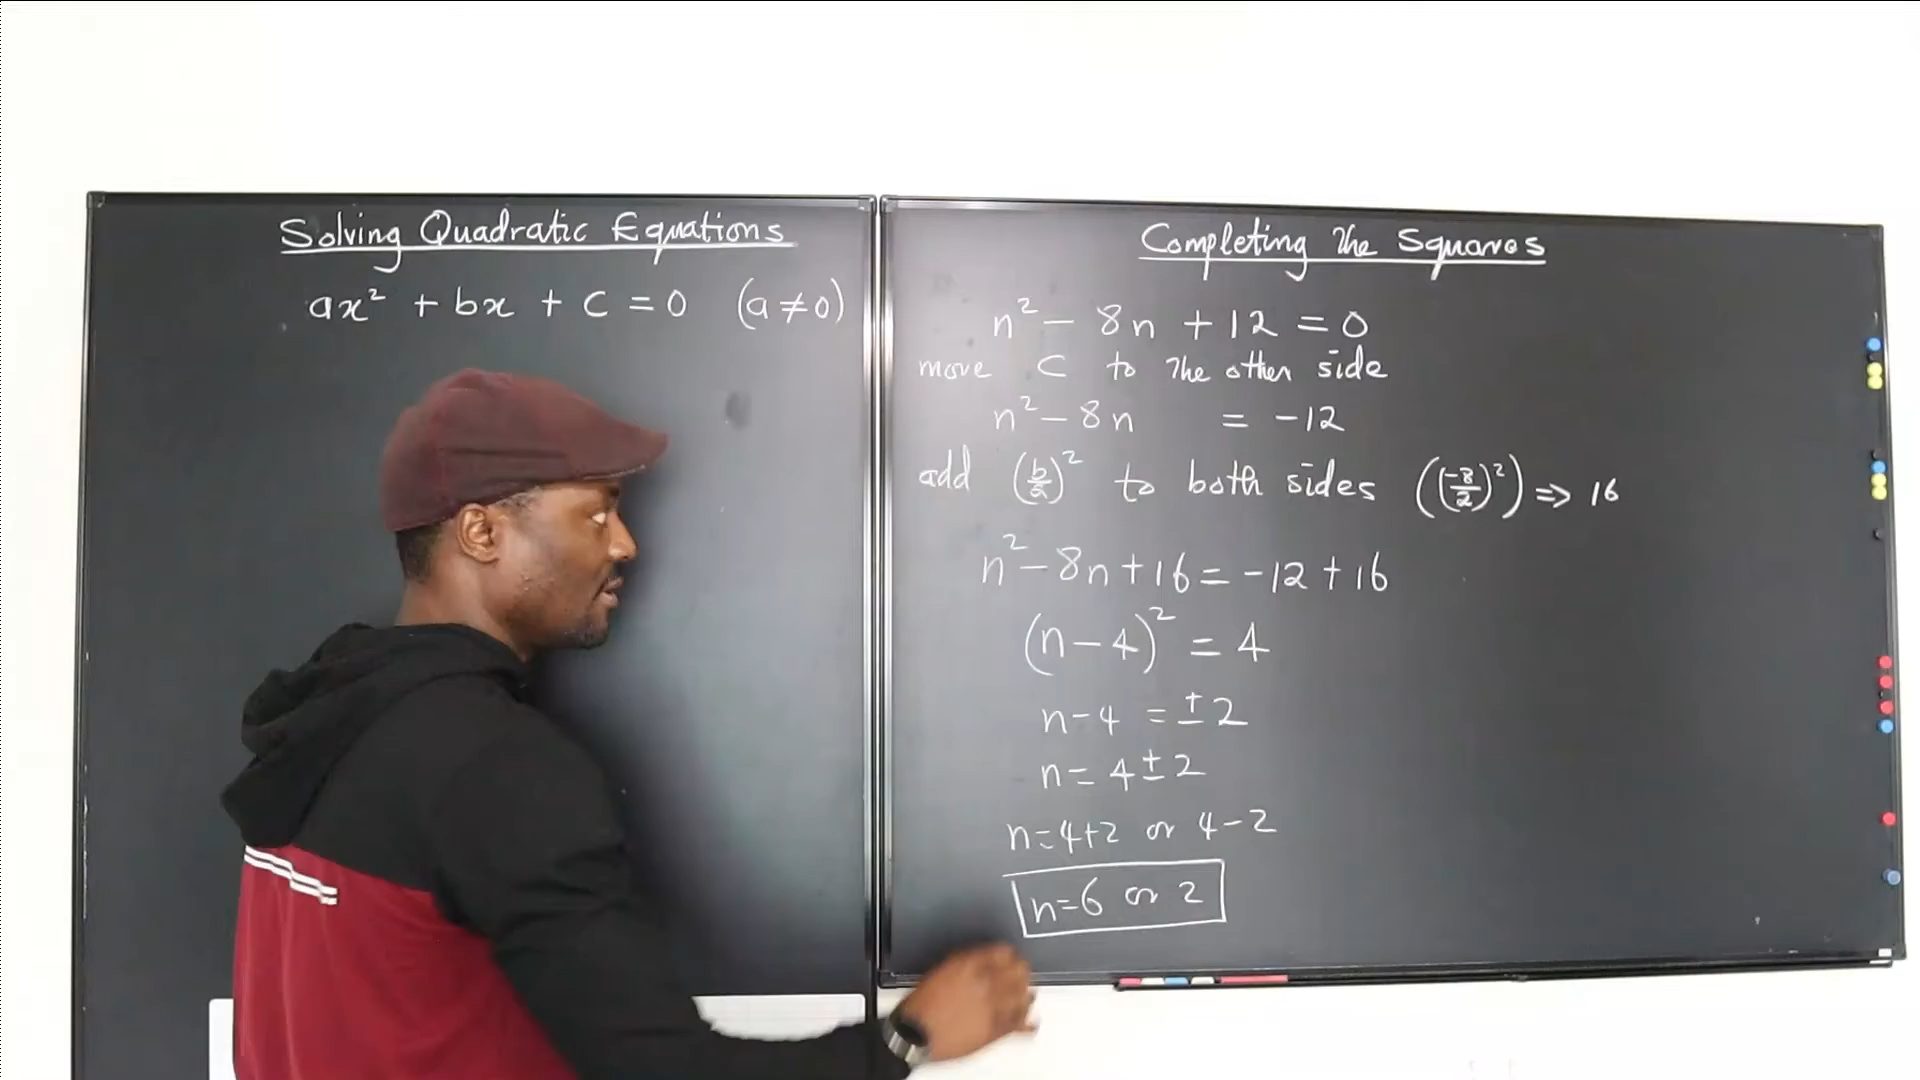 Solving Quadratic Equations
ax² + bx + c = 0 (a ≠ 0)
Completing The Squares
n² - 8n + 12 = 0
move C to The other side
n² - 8n = -12
add (b/2)² to both sides ((-8/2)²) ⇒ 16
n² - 8n + 16 = -12 + 16
(n - 4)² = 4
n - 4 = ± 2
n = 4 ± 2
n = 4 + 2 or 4 - 2
n = 6 or 2